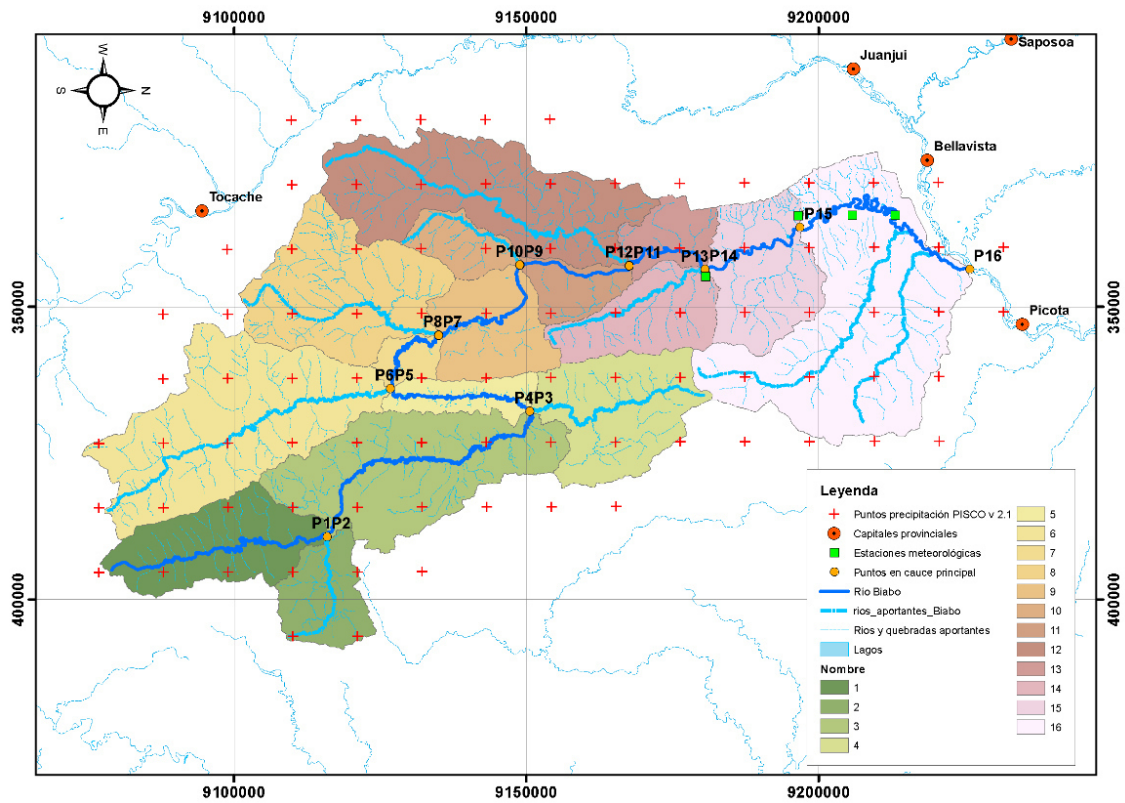 9100000
9150000
9200000
W
S
N
E
Saposoa
Juanjui
Bellavista
Tocache
P15
P10P9
P12P11
P13P14
P16
350000
350000
Picota
P8P7
P6P5
P4P3
P1P2
400000
400000
Leyenda
Puntos precipitación PISCO v 2.1
Capitales provinciales
Estaciones meteorológicas
Puntos en cauce principal
Rio Biabo
rios_aportantes_Biabo
Rios y quebradas aportantes
Lagos
Nombre
1
2
3
4
5
6
7
8
9
10
11
12
13
14
15
16
9100000
9150000
9200000